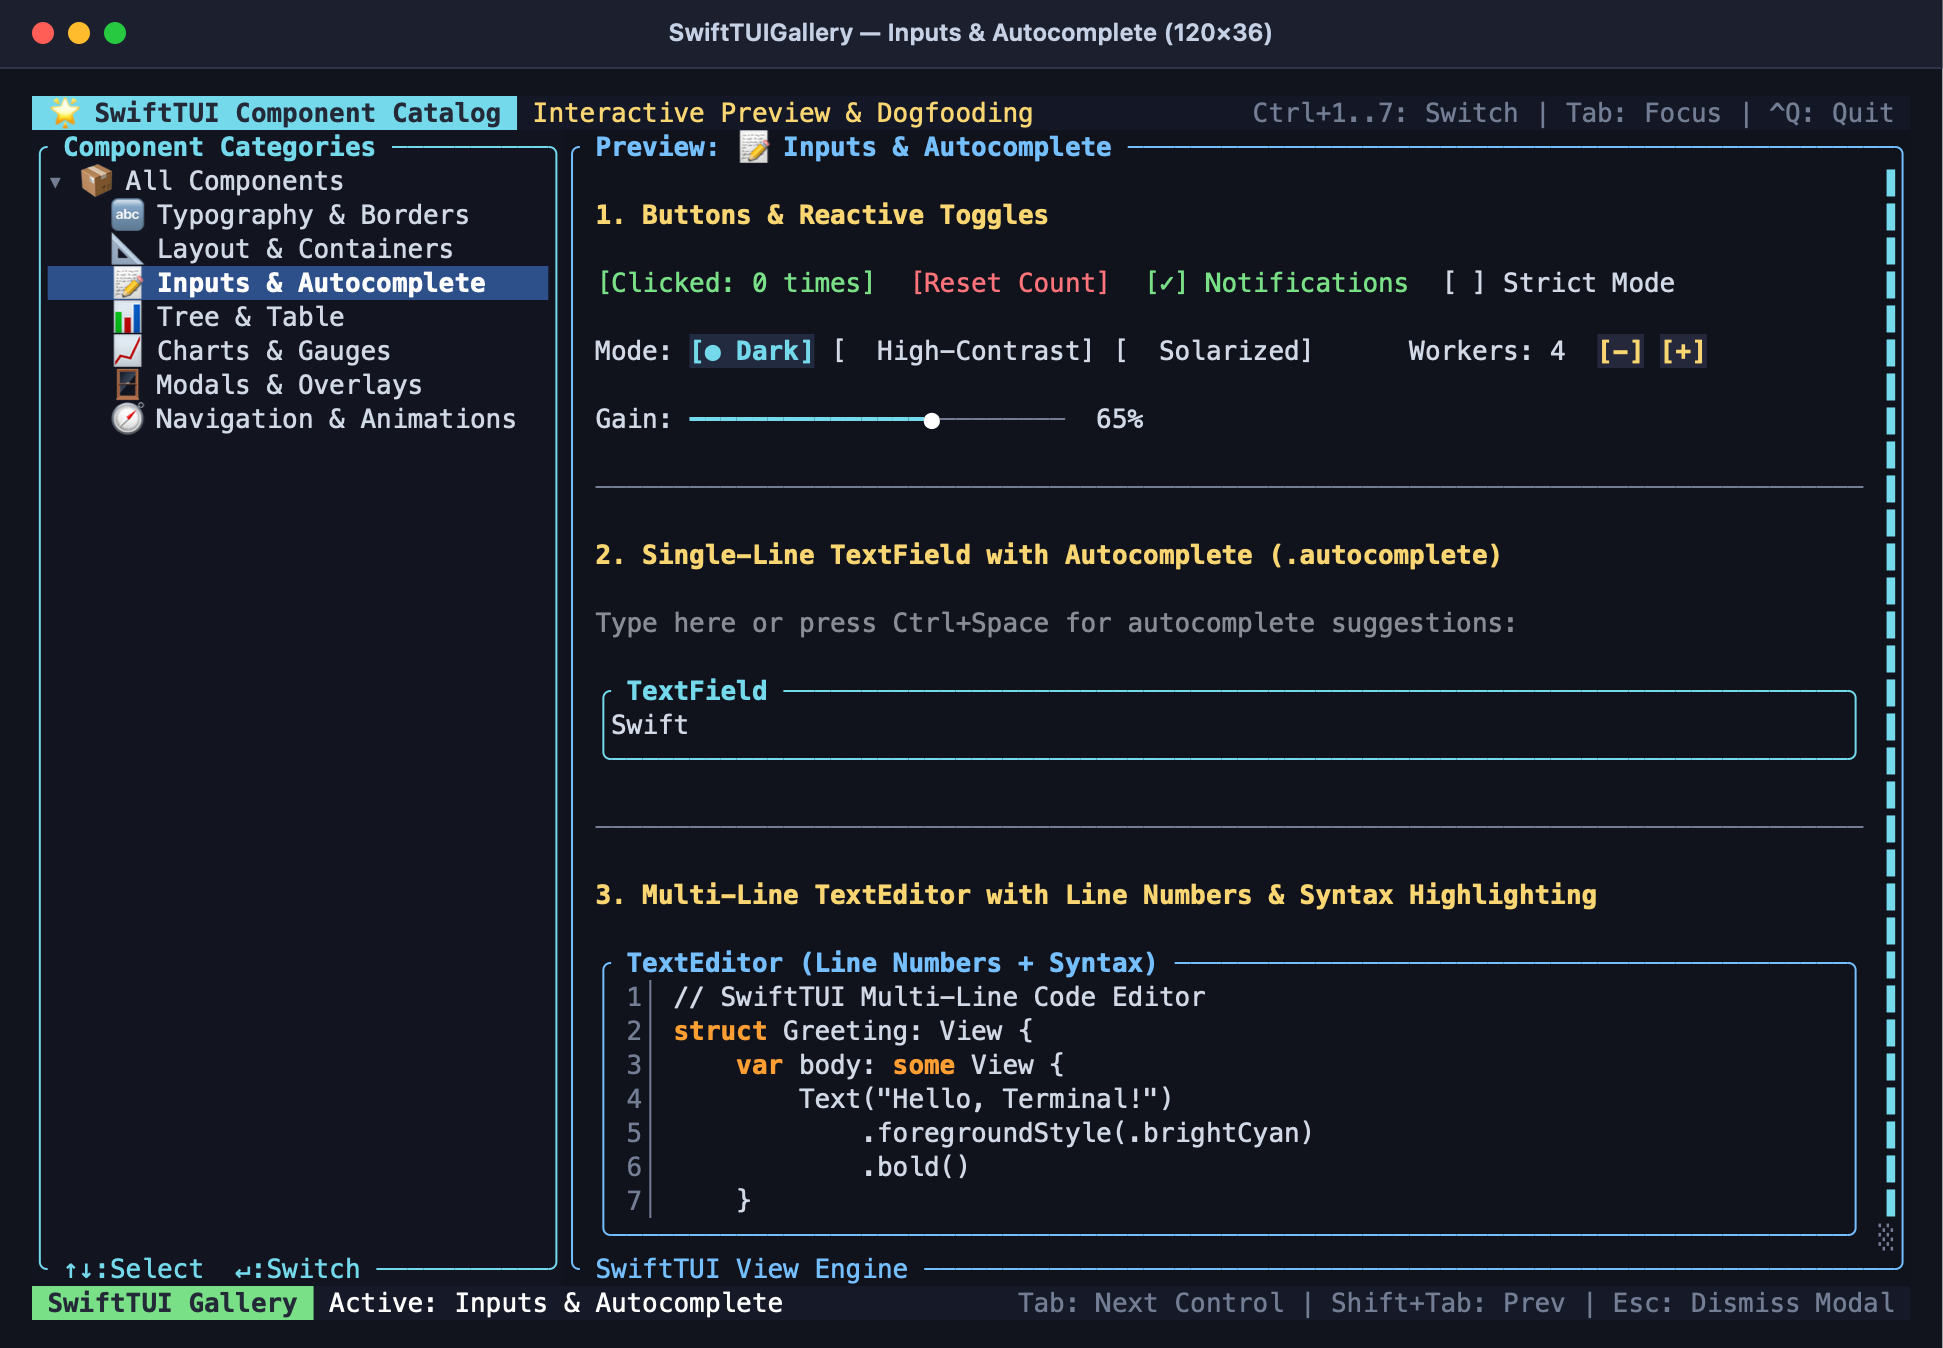 SwiftTUIGallery — Inputs & Autocomplete (120×36)
🌟 SwiftTUI Component Catalog Interactive Preview & Dogfooding Ctrl+1..7: Switch | Tab: Focus | ^Q: Quit
Component Categories
▼ 📦 All Components
🔤 Typography & Borders
📐 Layout & Containers
📝 Inputs & Autocomplete
📊 Tree & Table
📈 Charts & Gauges
🪟 Modals & Overlays
🧭 Navigation & Animations
↑↓:Select ↵:Switch
Preview: 📝 Inputs & Autocomplete
1. Buttons & Reactive Toggles
[Clicked: 0 times] [Reset Count] [✓] Notifications [ ] Strict Mode
Mode: [● Dark] [  High-Contrast] [  Solarized] Workers: 4 [-] [+]
Gain: 65%
2. Single-Line TextField with Autocomplete (.autocomplete)
Type here or press Ctrl+Space for autocomplete suggestions:
TextField
Swift
3. Multi-Line TextEditor with Line Numbers & Syntax Highlighting
TextEditor (Line Numbers + Syntax)
1 // SwiftTUI Multi-Line Code Editor
2 struct Greeting: View {
3     var body: some View {
4         Text("Hello, Terminal!")
5             .foregroundStyle(.brightCyan)
6             .bold()
7     }
SwiftTUI View Engine
SwiftTUI Gallery Active: Inputs & Autocomplete Tab: Next Control | Shift+Tab: Prev | Esc: Dismiss Modal